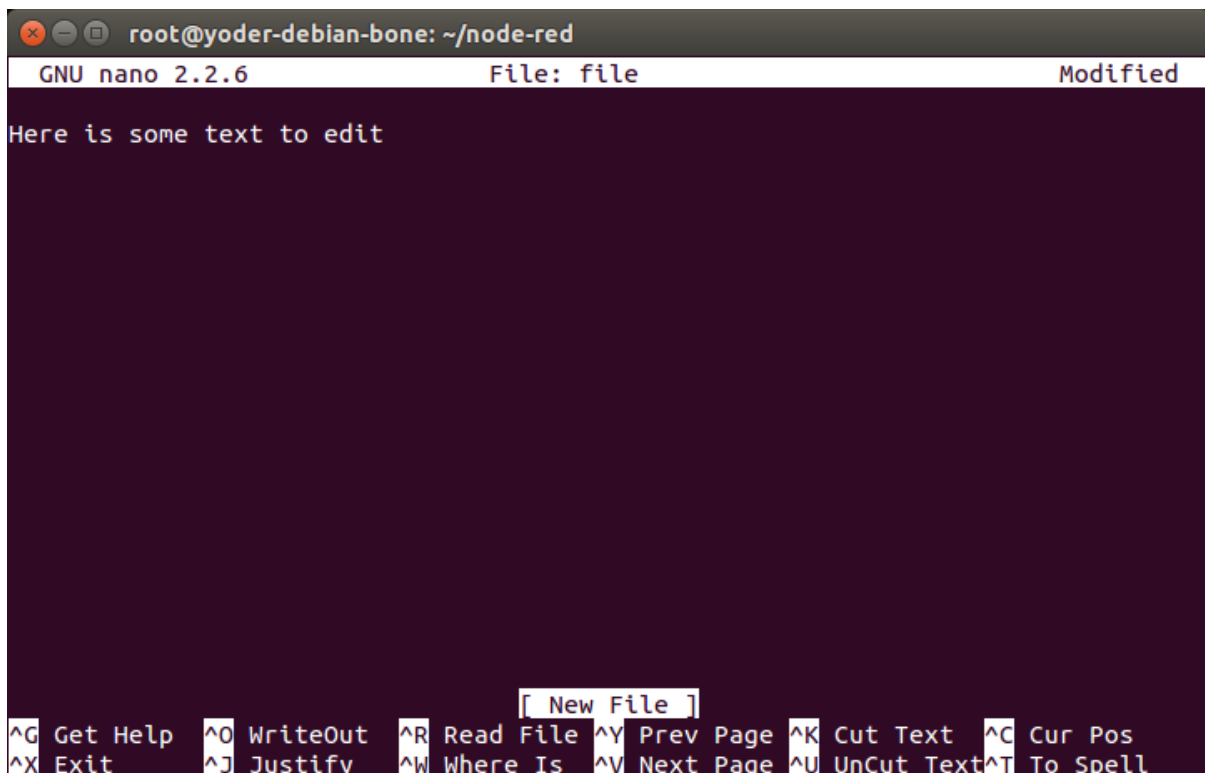 root@yoder-debian-bone: ~/node-red
GNU nano 2.2.6 File: file Modified
Here is some text to edit
[ New File ]
^G Get Help ^O WriteOut ^R Read File ^Y Prev Page ^K Cut Text ^C Cur Pos
^X Exit ^J Justify ^W Where Is ^V Next Page ^U UnCut Text^T To Spell